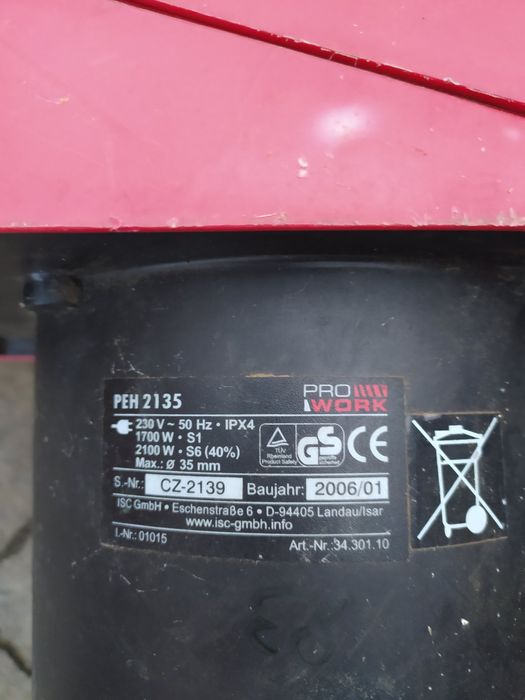 PEH 2135
PRO
WORK
230 V ~ 50 Hz • IPX4
1700 W • S1
2100 W • S6 (40%)
Max.: ø 35 mm
TÜV
Rheinland
Product Safety
GS
CE
S.-Nr.: CZ-2139 Baujahr: 2006/01
ISC GmbH • Eschenstraße 6 • D-94405 Landau/Isar
www.isc-gmbh.info
I.-Nr.: 01015 Art.-Nr.:34.301.10